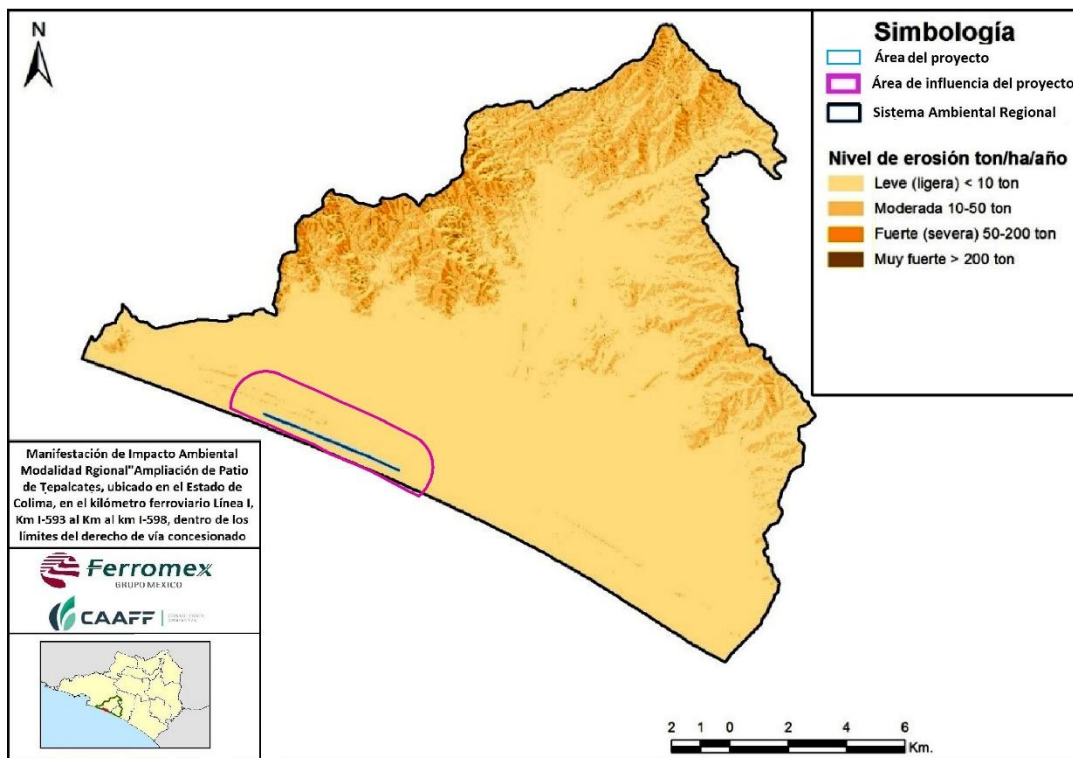 N
Simbología
Área del proyecto
Área de influencia del proyecto
Sistema Ambiental Regional
Nivel de erosión ton/ha/año
Leve (ligera) < 10 ton
Moderada 10-50 ton
Fuerte (severa) 50-200 ton
Muy fuerte > 200 ton
Manifestación de Impacto Ambiental
Modalidad Rgional"Ampliación de Patio
de Tepalcates, ubicado en el Estado de
Colima, en el kilómetro ferroviario Línea I,
Km I-593 al Km al km I-598, dentro de los
límites del derecho de vía concesionado
Ferromex
GRUPO MEXICO
CAAFF
2 1 0 2 4 6
Km.